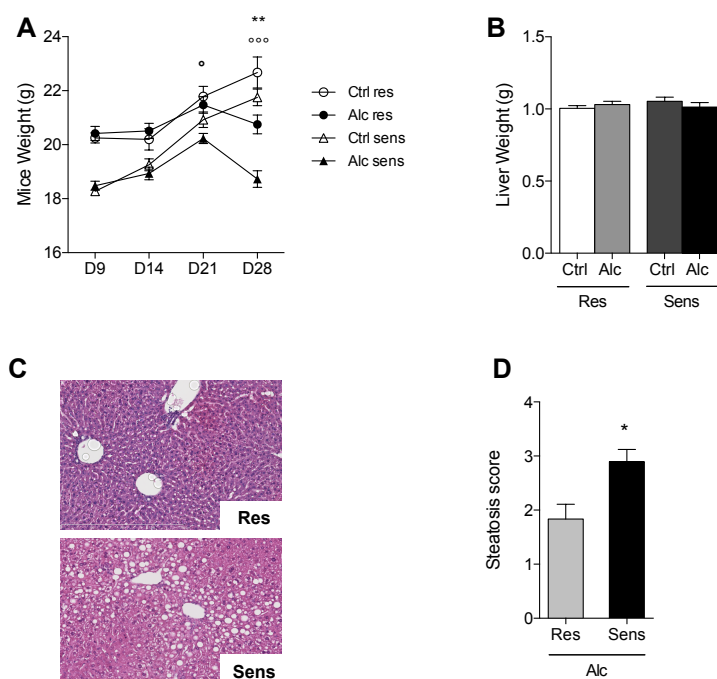 A
Mice Weight (g)
24
22
20
18
16
D9 D14 D21 D28
°
**
°°°
Ctrl res
Alc res
Ctrl sens
Alc sens
B
Liver Weight (g)
1.5
1.0
0.5
0.0
Ctrl Alc Ctrl Alc
Res Sens
C
Res
Sens
D
Steatosis score
4
3
2
1
0
*
Res Sens
Alc